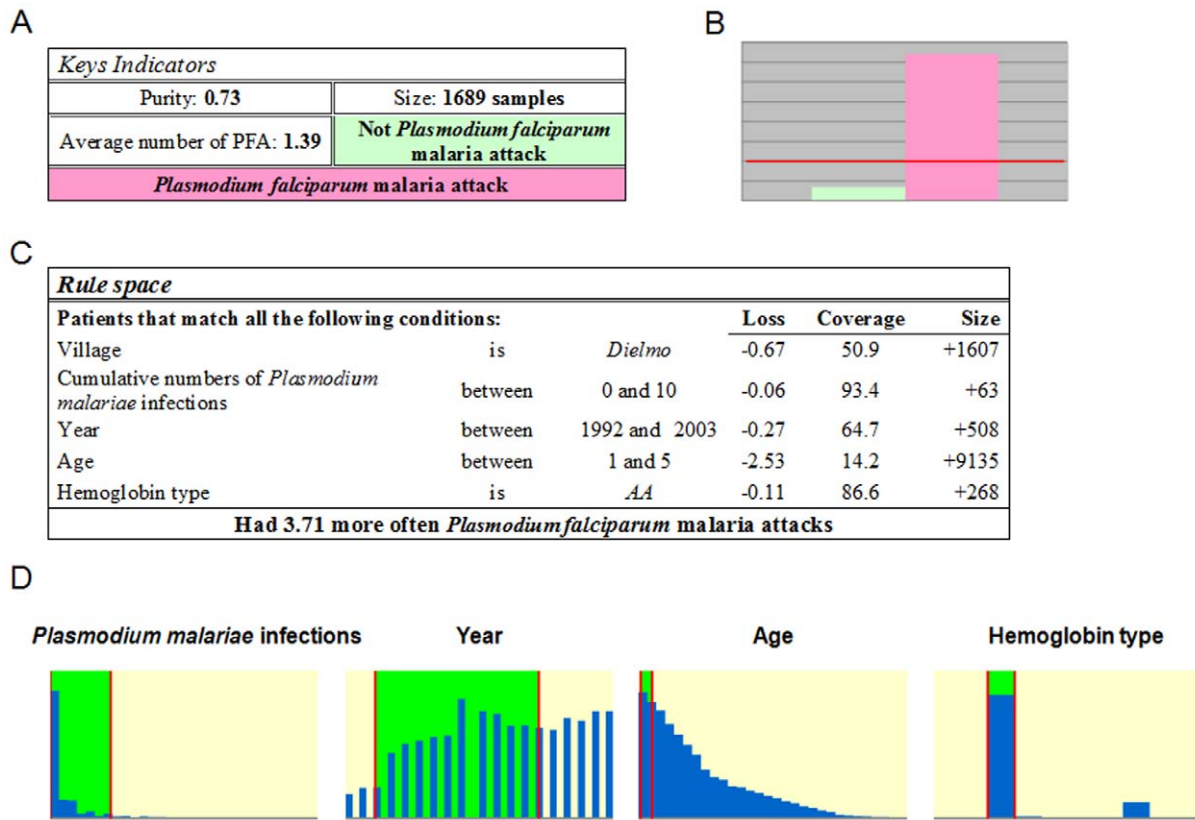 A
Keys Indicators
Purity: 0.73
Size: 1689 samples
Average number of PFA: 1.39
Not Plasmodium falciparum
malaria attack
Plasmodium falciparum malaria attack
B
C
Rule space
Patients that match all the following conditions: Loss Coverage Size
Village is Dielmo -0.67 50.9 +1607
Cumulative numbers of Plasmodium
malariae infections between 0 and 10 -0.06 93.4 +63
Year between 1992 and 2003 -0.27 64.7 +508
Age between 1 and 5 -2.53 14.2 +9135
Hemoglobin type is AA -0.11 86.6 +268
Had 3.71 more often Plasmodium falciparum malaria attacks
D
Plasmodium malariae infections Year Age Hemoglobin type